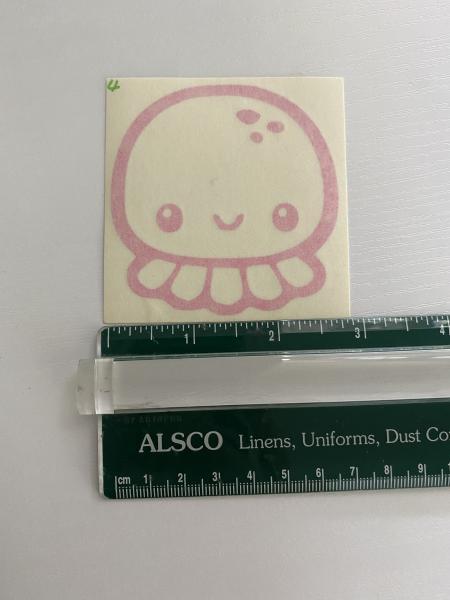 4
1 2 3 4
ALSCO Linens, Uniforms, Dust Co
cm 1 2 3 4 5 6 7 8 9 1